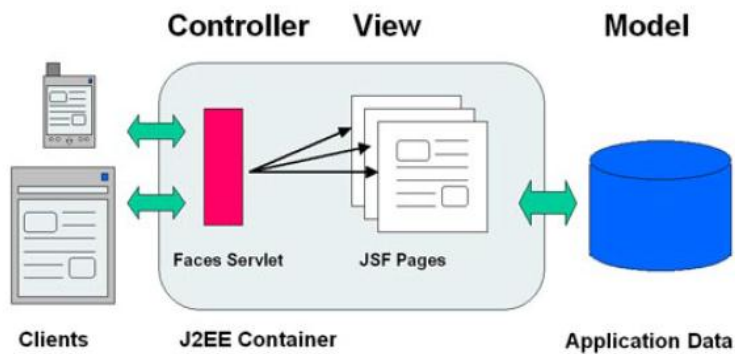 Controller View Model
Faces Servlet JSF Pages
Clients J2EE Container Application Data